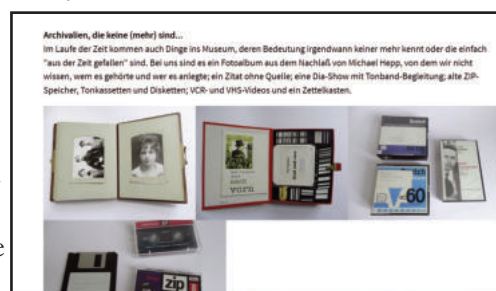 Archivalien, die keine (mehr) sind...
Im Laufe der Zeit kommen auch Dinge ins Museum, deren Bedeutung irgendwann keiner mehr kennt oder die einfach
"aus der Zeit gefallen" sind. Bei uns sind es ein Fotoalbum aus dem Nachlaß von Michael Hepp, von dem wir nicht
wissen, wem es gehörte und wer es anlegte; ein Zitat ohne Quelle; eine Dia-Show mit Tonband-Begleitung; alte ZIP-
Speicher, Tonkassetten und Disketten; VCR- und VHS-Videos und ein Zettelkasten.
60
zip
e